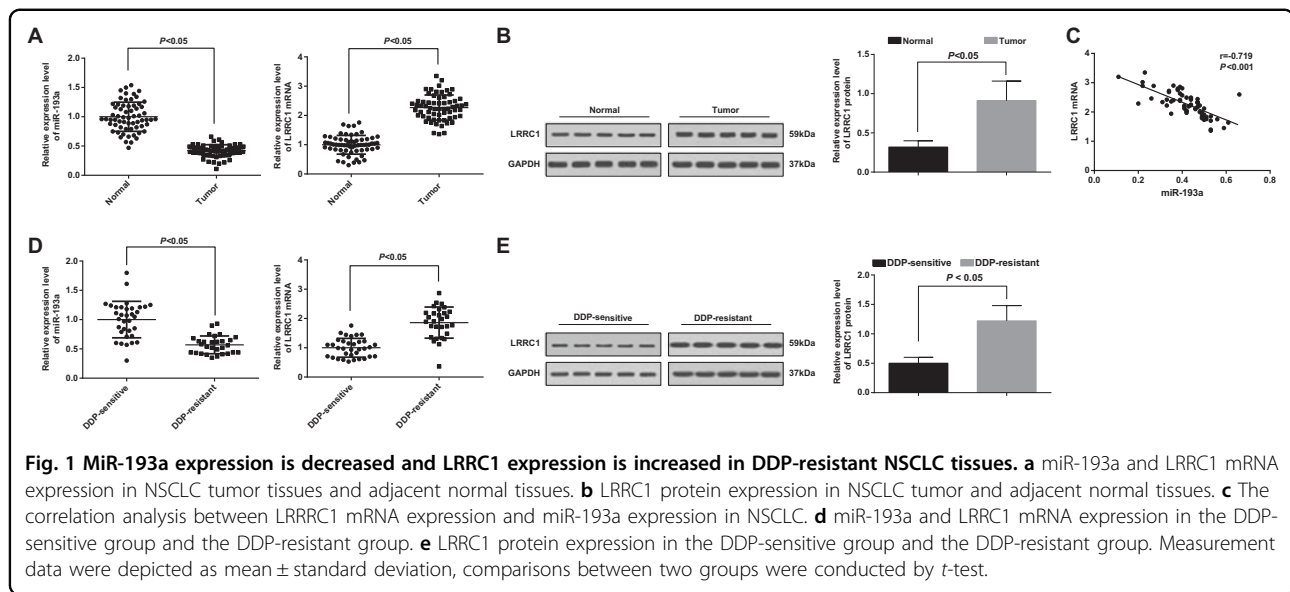 A
P<0.05
Relative expression level
of miR-193a
2.0
1.5
1.0
0.5
0.0
Normal
Tumor
P<0.05
Relative expression level
of LRRC1 mRNA
4
3
2
1
0
Normal
Tumor
B
Normal
Tumor
LRRC1
59kDa
GAPDH
37kDa
Normal
Tumor
P<0.05
Relative expression level
of LRRC1 protein
1.5
1.0
0.5
0.0
C
r=-0.719
P<0.001
LRRC1 mRNA
4
3
2
1
0
0.0
0.2
0.4
0.6
0.8
miR-193a
D
P<0.05
Relative expression level
of miR-193a
2.0
1.5
1.0
0.5
0.0
DDP-sensitive
DDP-resistant
P<0.05
Relative expression level
of LRRC1 mRNA
4
3
2
1
0
DDP-sensitive
DDP-resistant
E
DDP-sensitive
DDP-resistant
LRRC1
59kDa
GAPDH
37kDa
DDP-sensitive
DDP-resistant
P < 0.05
Relative expression level
of LRRC1 protein
2.0
1.5
1.0
0.5
0.0
Fig. 1 MiR-193a expression is decreased and LRRC1 expression is increased in DDP-resistant NSCLC tissues. a miR-193a and LRRC1 mRNA
expression in NSCLC tumor tissues and adjacent normal tissues. b LRRC1 protein expression in NSCLC tumor and adjacent normal tissues. c The
correlation analysis between LRRRC1 mRNA expression and miR-193a expression in NSCLC. d miR-193a and LRRC1 mRNA expression in the DDP-
sensitive group and the DDP-resistant group. e LRRC1 protein expression in the DDP-sensitive group and the DDP-resistant group. Measurement
data were depicted as mean ± standard deviation, comparisons between two groups were conducted by t-test.